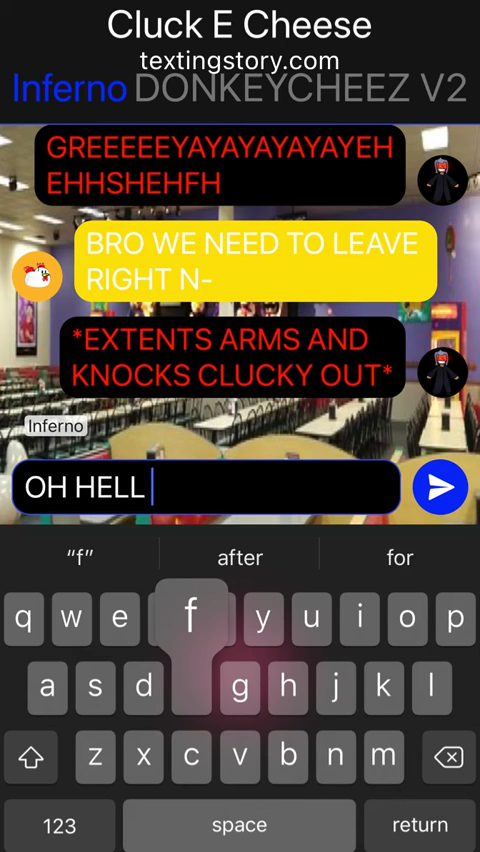 Cluck E Cheese
textingstory.com
Inferno DONKEYCHEEZ V2
GREEEEEYAYAYAYAYAYEH
EHHSHEHFH
BRO WE NEED TO LEAVE
RIGHT N-
*EXTENTS ARMS AND
KNOCKS CLUCKY OUT*
Inferno
OH HELL
“f” after for
q w e f y u i o p
a s d g h j k l
z x c v b n m
123 space return